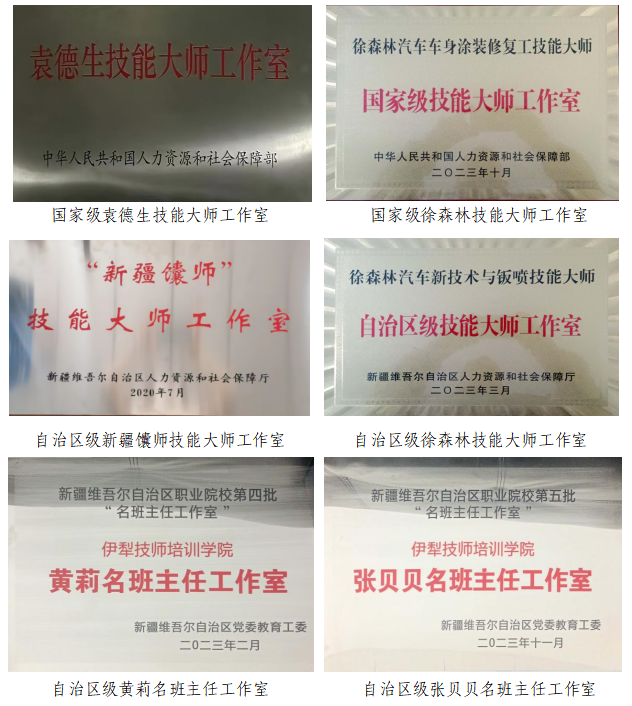 袁德生技能大师工作室
中华人民共和国人力资源和社会保障部
国家级袁德生技能大师工作室
徐森林汽车车身涂装修复工技能大师
国家级技能大师工作室
中华人民共和国人力资源和社会保障部
二〇二三年十月
国家级徐森林技能大师工作室
“新疆馕师”
技能大师工作室
新疆维吾尔自治区人力资源和社会保障厅
2020年7月
自治区级新疆馕师技能大师工作室
徐森林汽车新技术与钣喷技能大师
自治区级技能大师工作室
新疆维吾尔自治区人力资源和社会保障厅
二〇二三年三月
自治区级徐森林技能大师工作室
新疆维吾尔自治区职业院校第四批
“名班主任工作室”
伊犁技师培训学院
黄莉名班主任工作室
新疆维吾尔自治区党委教育工委
二〇二三年二月
自治区级黄莉名班主任工作室
新疆维吾尔自治区职业院校第五批
“名班主任工作室”
伊犁技师培训学院
张贝贝名班主任工作室
新疆维吾尔自治区党委教育工委
二〇二三年十一月
自治区级张贝贝名班主任工作室